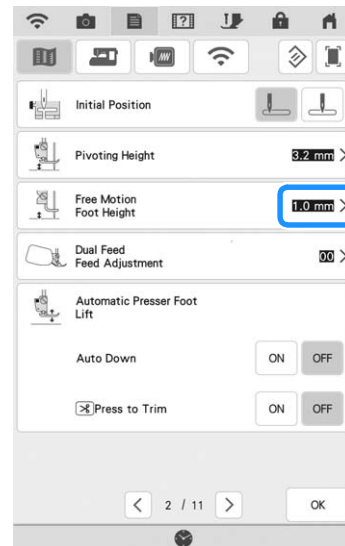 Initial Position
Pivoting Height
3.2 mm
Free Motion
Foot Height
1.0 mm
Dual Feed
Feed Adjustment
00
Automatic Presser Foot
Lift
Auto Down
ON
OFF
Press to Trim
ON
OFF
2 / 11
OK